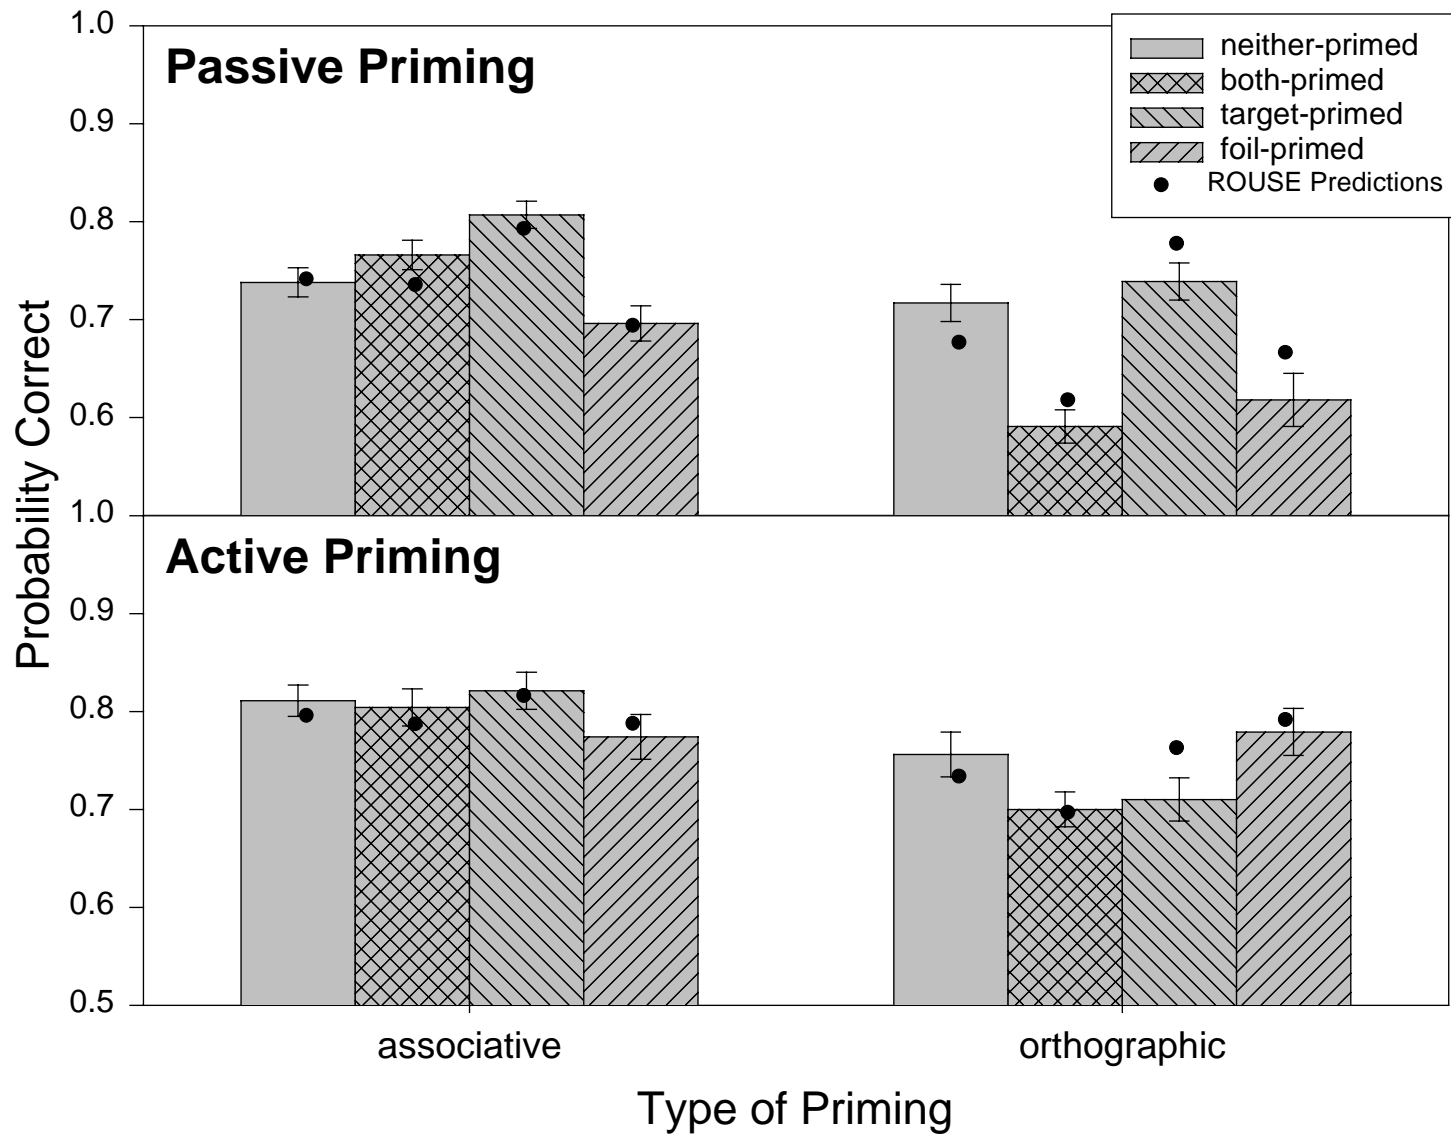 Passive Priming
neither-primed
both-primed
target-primed
foil-primed
ROUSE Predictions
1.0
0.9
0.8
0.7
0.6
1.0
Active Priming
0.9
0.8
0.7
0.6
0.5
Probability Correct
associative
orthographic
Type of Priming